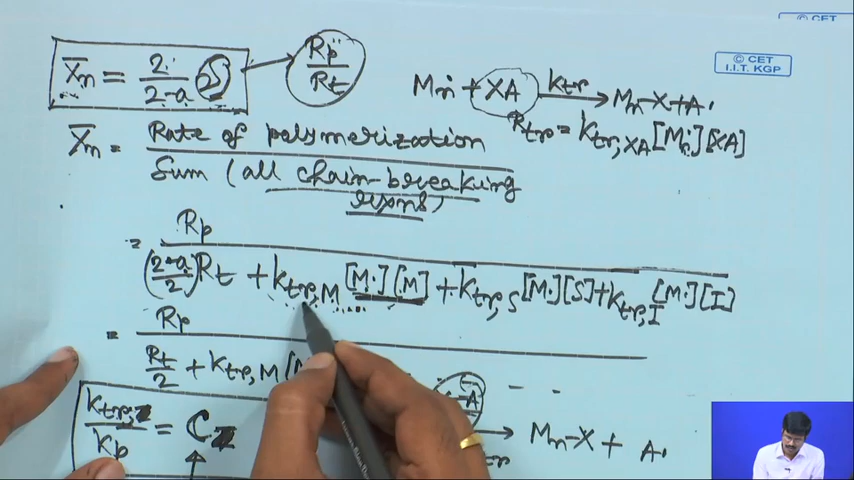 © CET
© CET
I.I.T. KGP
X̄n = 2/(2-a) υ Rp/Rt
Mn· + XA —ktr→ Mn-X + A·
Rtr = ktr,XA [Mn·][XA]
X̄n = Rate of polymerization
Sum (all chain-breaking
rxns)
= Rp
(2-a/2) Rt + ktr,M [M·][M] + ktr,S [M·][S] + ktr,I [M·][I]
= Rp
Rt/2 + ktr,M [
ktr,Z/kp = CZ
-A → Mn-X + A·
tr